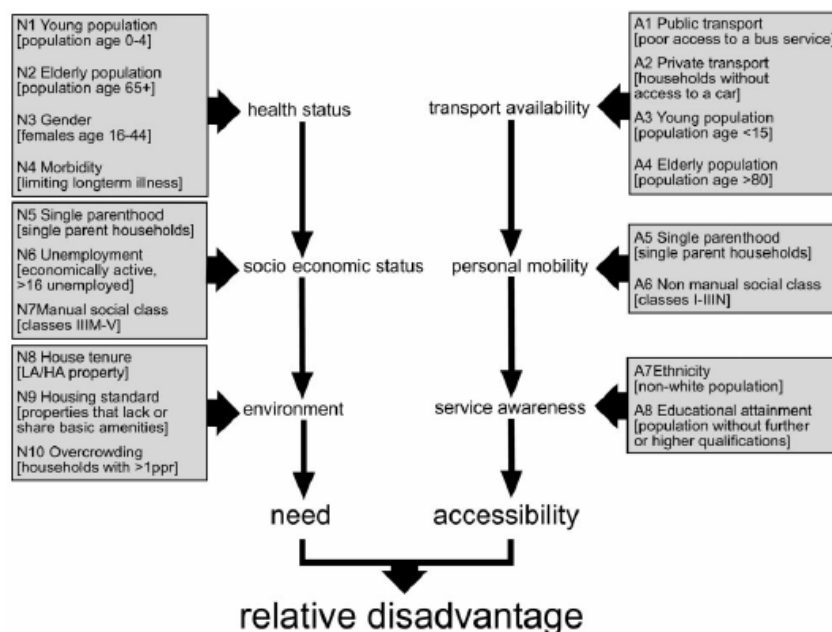 N1 Young population
[population age 0-4]
N2 Elderly population
[population age 65+]
N3 Gender
[females age 16-44]
N4 Morbidity
[limiting longterm illness]
health status
transport availability
A1 Public transport
[poor access to a bus service]
A2 Private transport
[households without
access to a car]
A3 Young population
[population age <15]
A4 Elderly population
[population age >80]
N5 Single parenthood
[single parent households]
N6 Unemployment
[economically active,
>16 unemployed]
N7Manual social class
[classes IIIM-V]
socio economic status
personal mobility
A5 Single parenthood
[single parent households]
A6 Non manual social class
[classes I-IIIN]
N8 House tenure
[LA/HA property]
N9 Housing standard
[properties that lack or
share basic amenities
N10 Overcrowding
[households with >1ppr]
environment
service awareness
A7Ethnicity
[non-white population]
A8 Educational attainment
[population without further
or higher qualifications]
need
accessibility
relative disadvantage